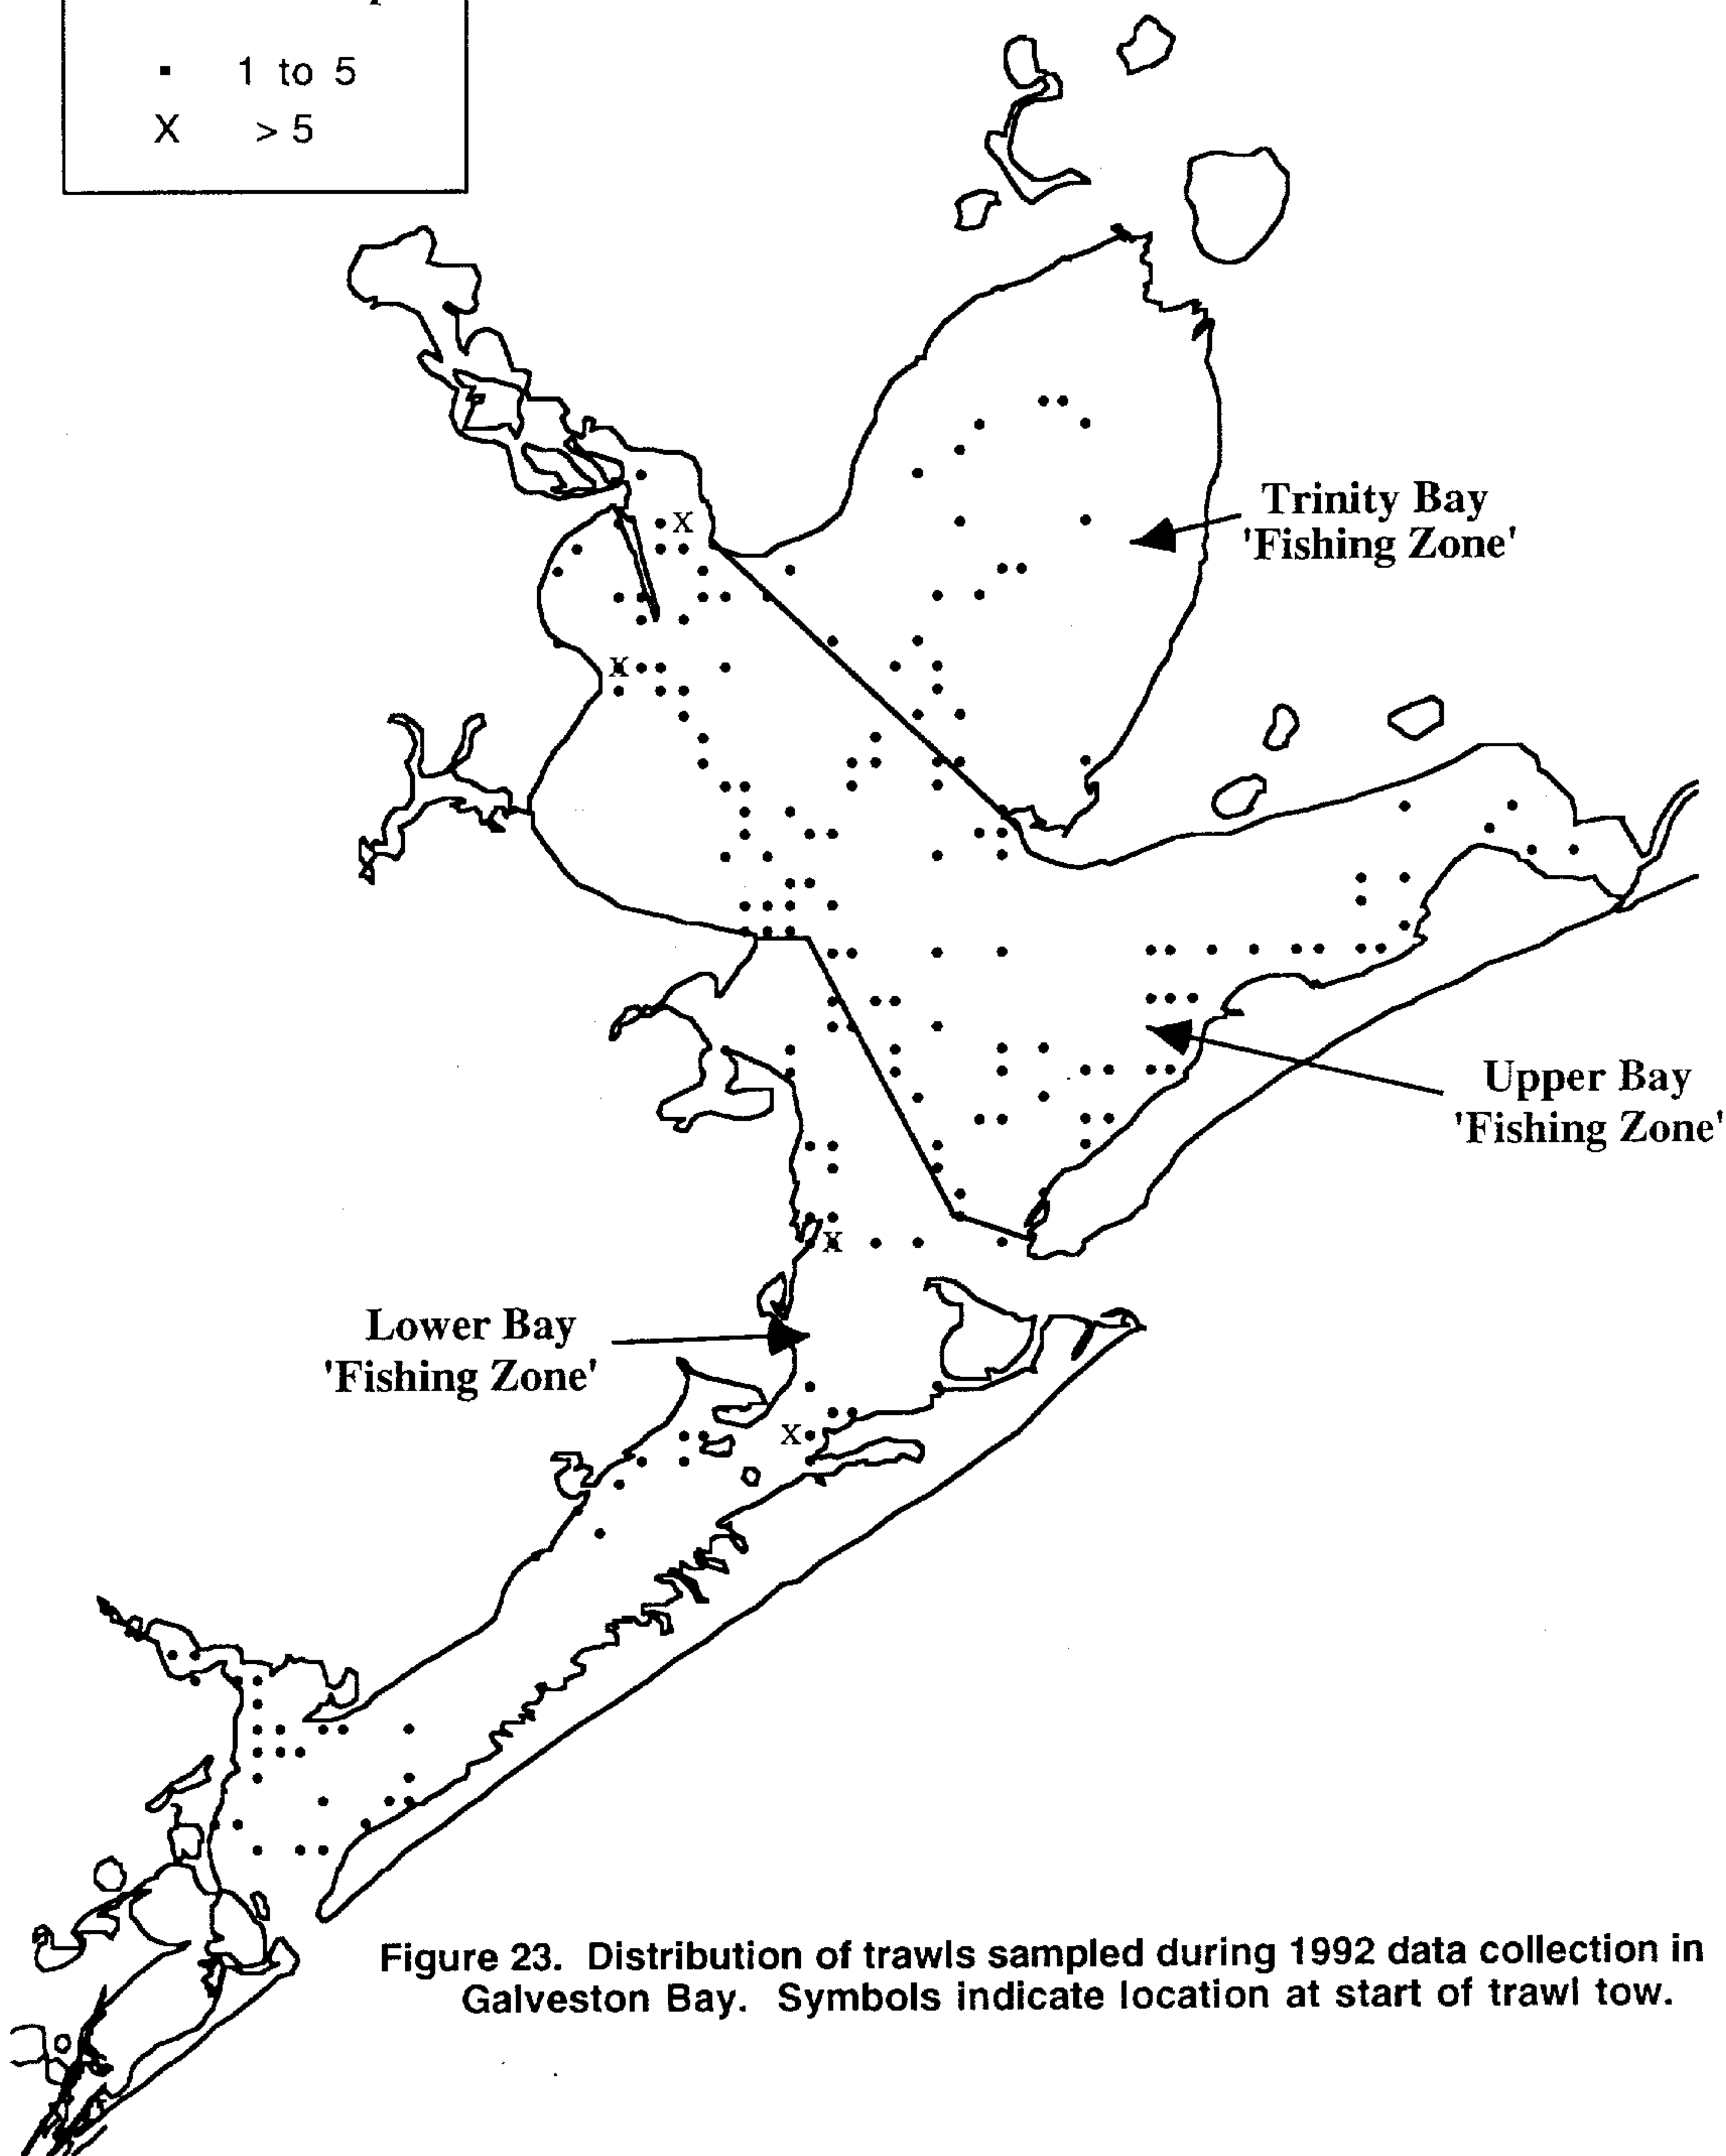 ▪ 1 to 5
X > 5
X
Trinity Bay
'Fishing Zone'
X
Upper Bay
'Fishing Zone'
X
Lower Bay
'Fishing Zone'
X
Figure 23. Distribution of trawls sampled during 1992 data collection in
Galveston Bay. Symbols indicate location at start of trawl tow.